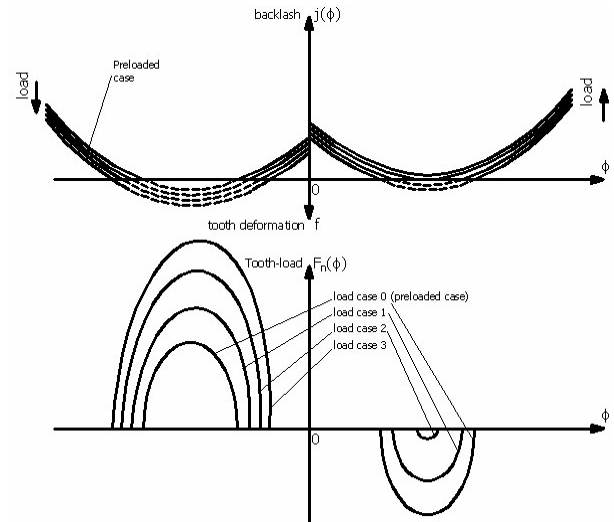 backlash j(ϕ)
Preloaded
case
load
load
ϕ
0
tooth deformation f
Tooth-load Fn(ϕ)
load case 0 (preloaded case)
load case 1
load case 2
load case 3
ϕ
0